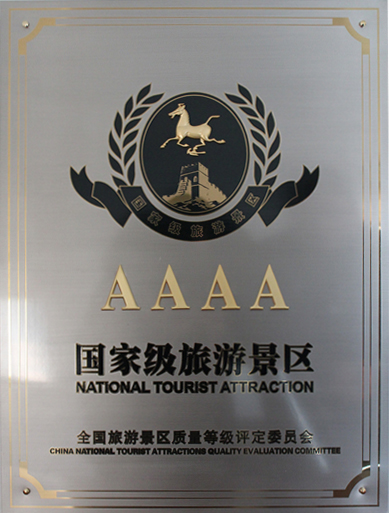 国家级旅游景区
AAAA
国家级旅游景区
NATIONAL TOURIST ATTRACTION
全国旅游景区质量等级评定委员会
CHINA NATIONAL TOURIST ATTRACTIONS QUALITY EVALUATION COMMITTEE